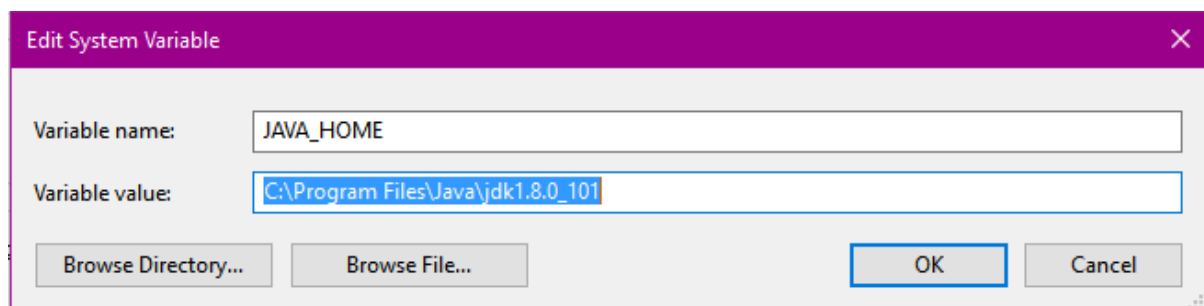 Edit System Variable
Variable name: JAVA_HOME
Variable value: C:\Program Files\Java\jdk1.8.0_101
Browse Directory... Browse File... OK Cancel